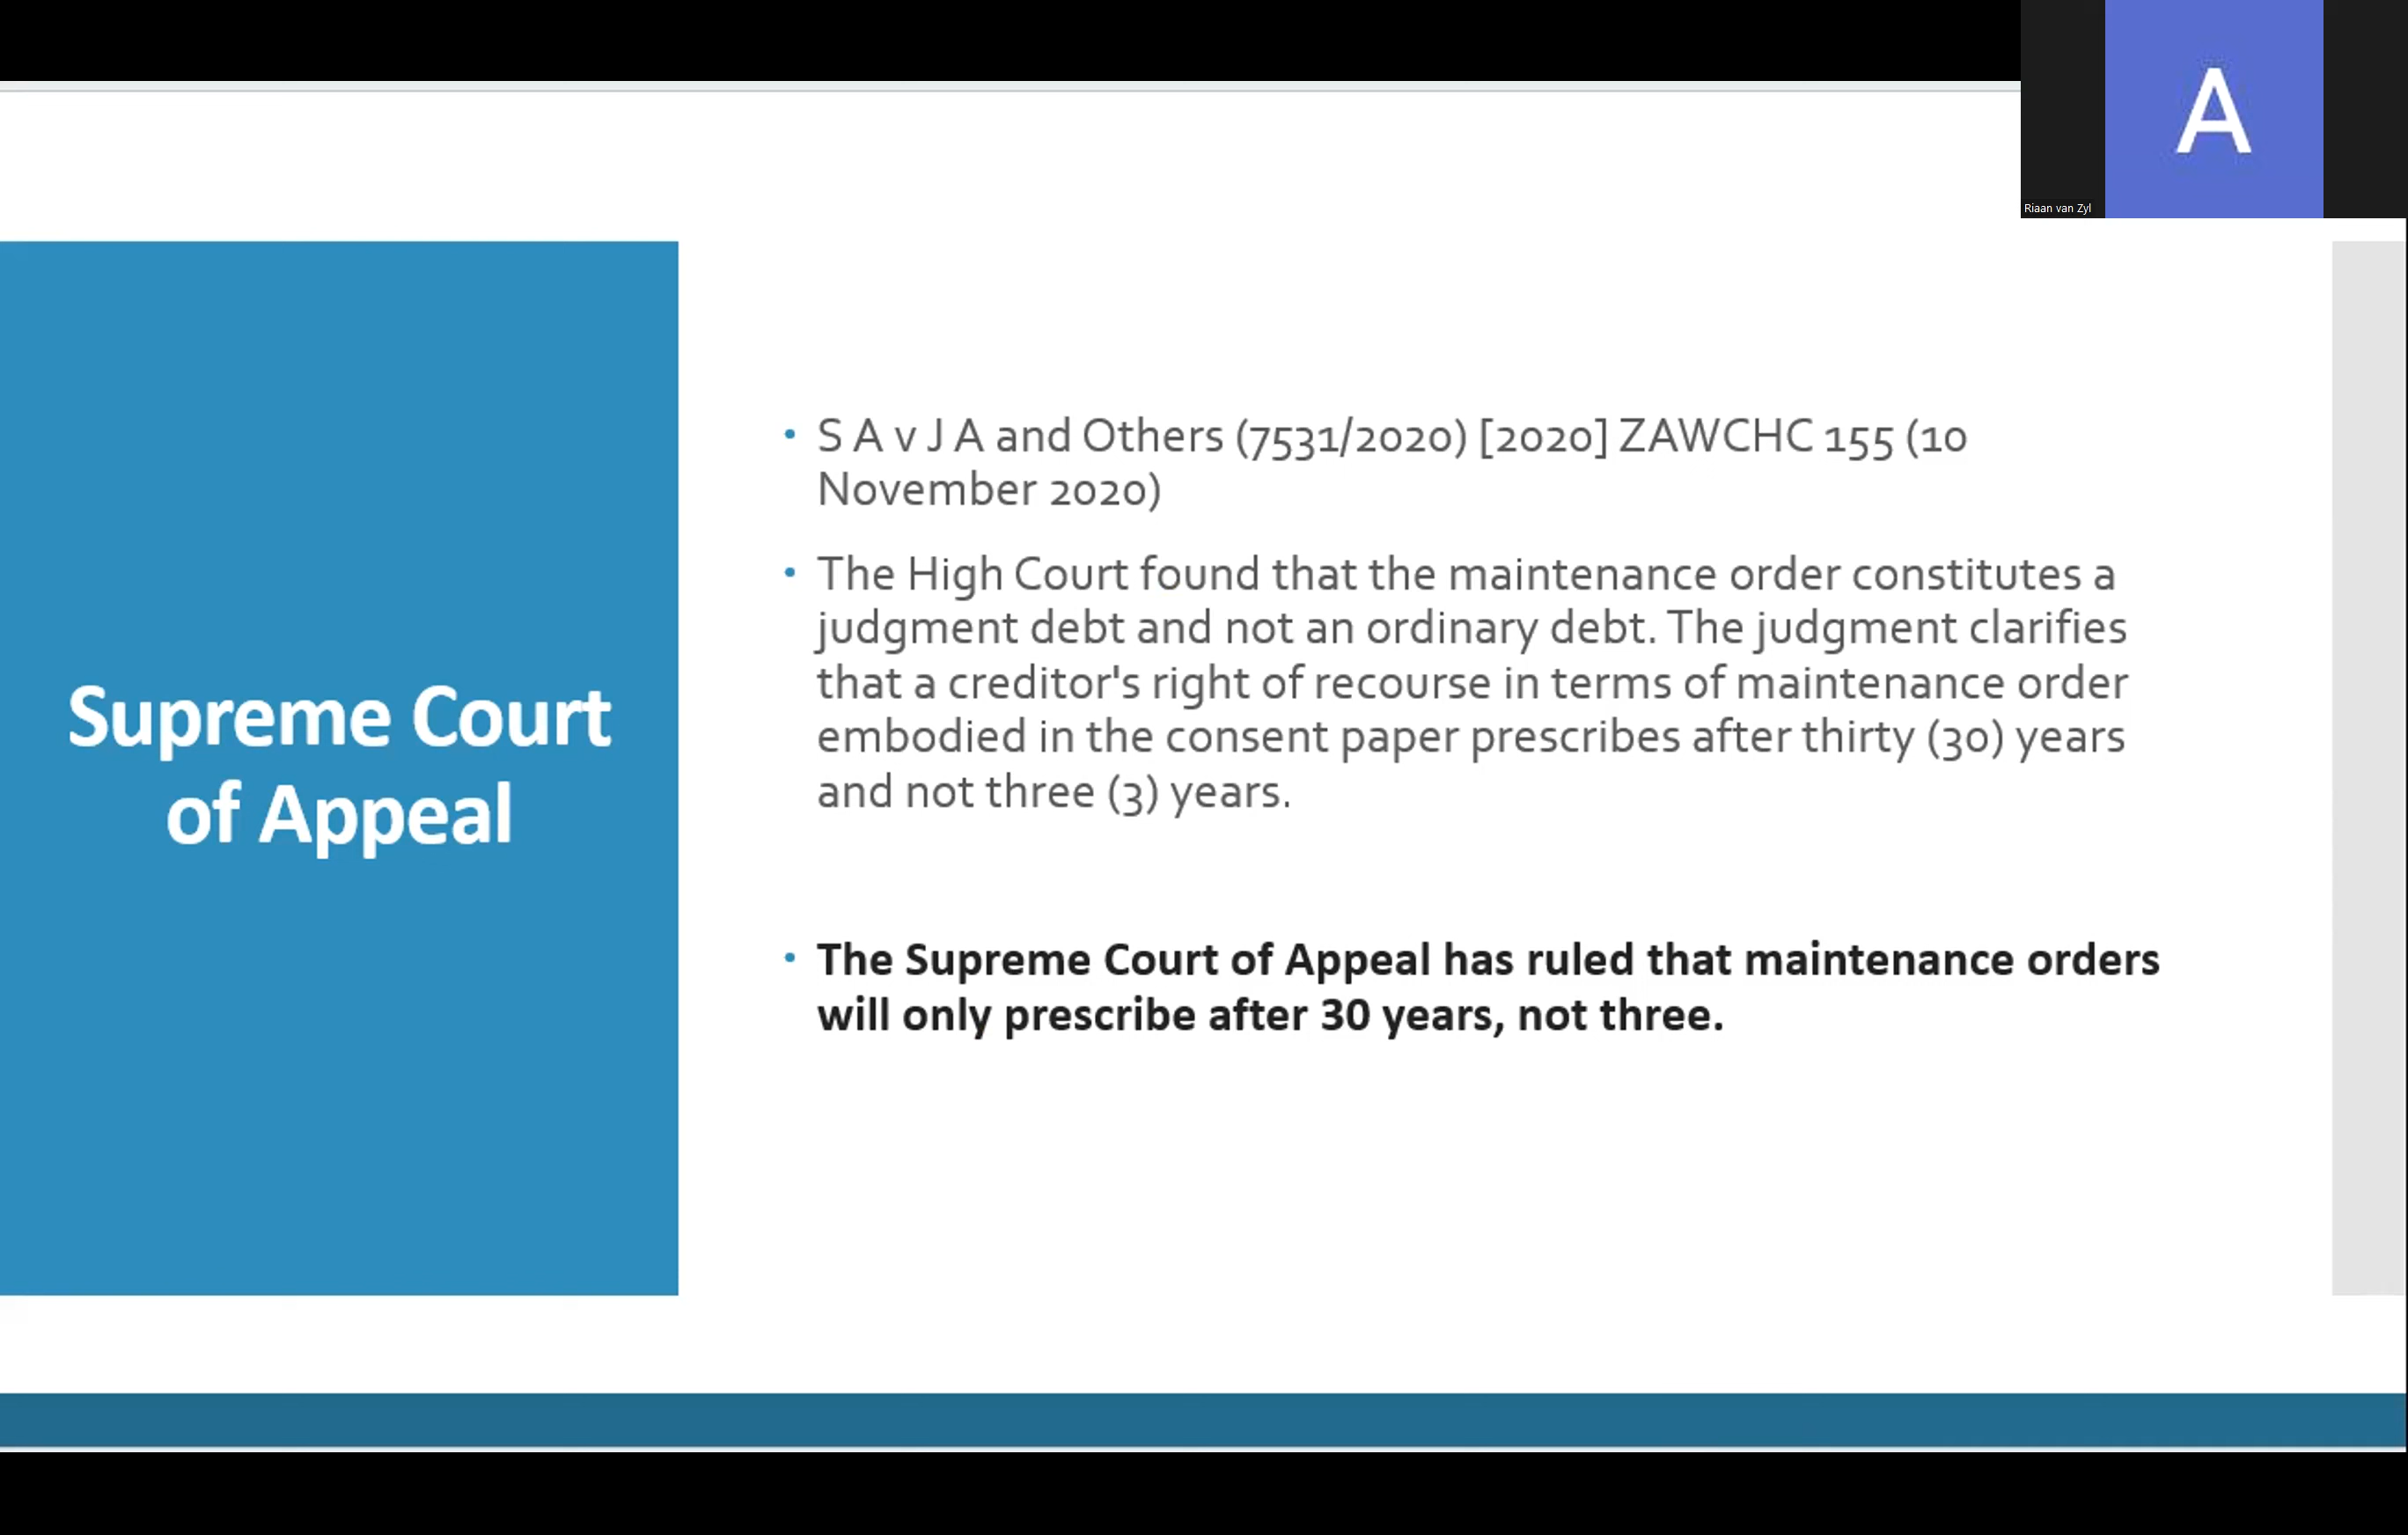 A
Riaan van Zyl
Supreme Court
of Appeal
• S A v J A and Others (7531/2020) [2020] ZAWCHC 155 (10
November 2020)
• The High Court found that the maintenance order constitutes a
judgment debt and not an ordinary debt. The judgment clarifies
that a creditor's right of recourse in terms of maintenance order
embodied in the consent paper prescribes after thirty (30) years
and not three (3) years.
• The Supreme Court of Appeal has ruled that maintenance orders
will only prescribe after 30 years, not three.